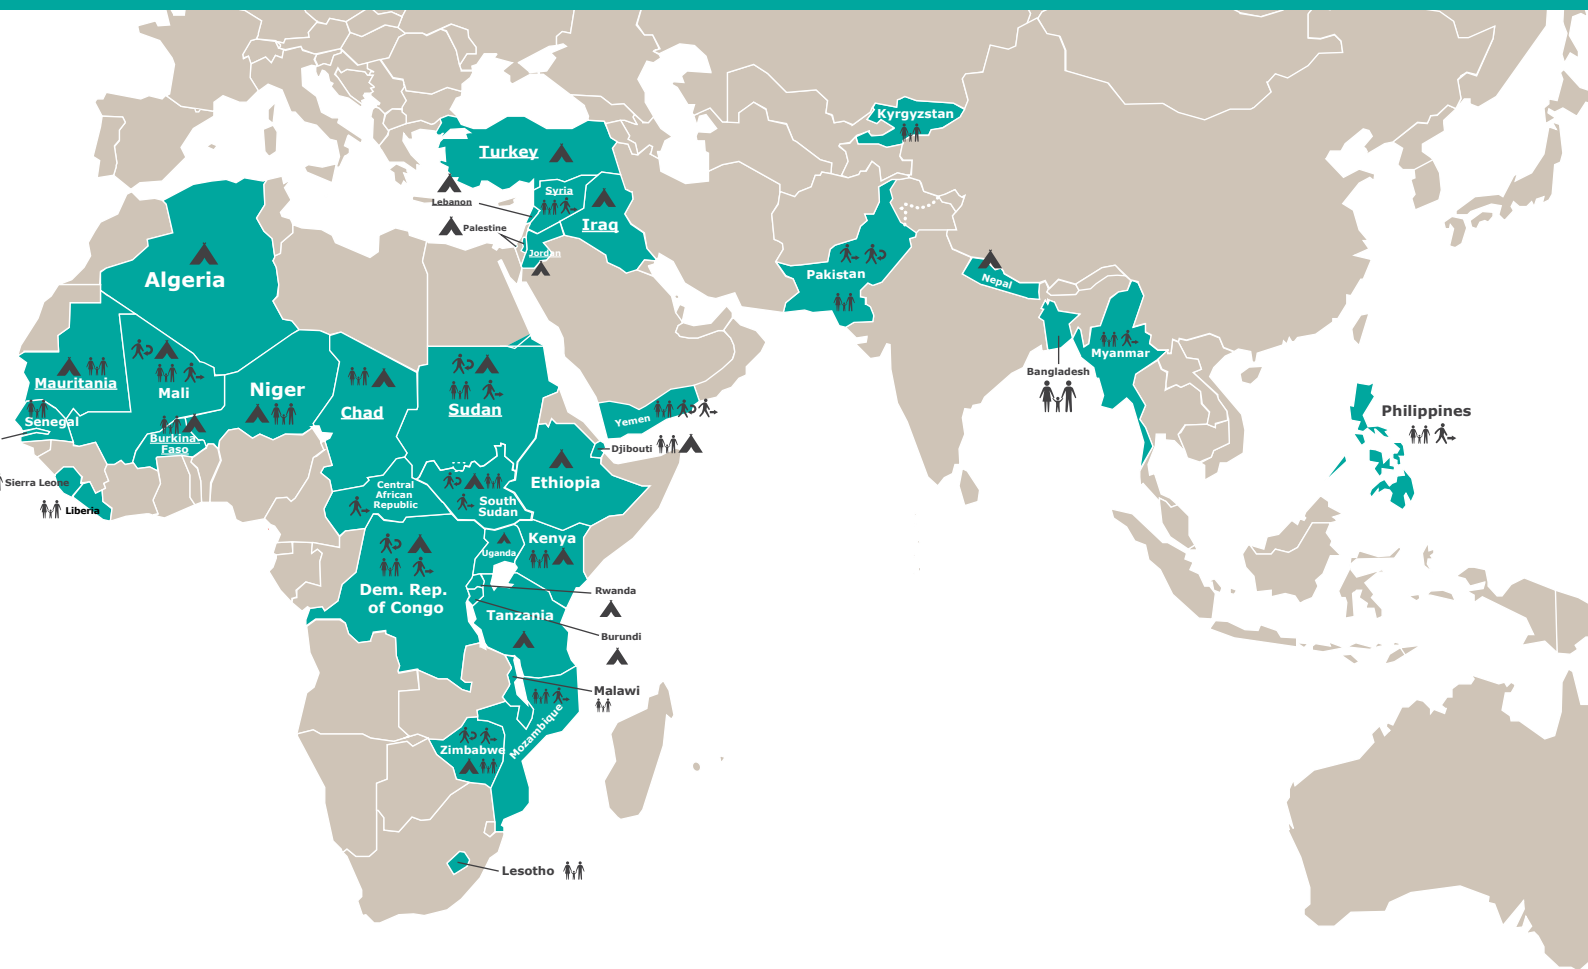 Kyrgyzstan
Turkey
Syria
Lebanon
Iraq
Palestine
Jordan
Algeria
Pakistan
Nepal
Myanmar
Bangladesh
Mauritania
Mali
Niger
Chad
Sudan
Philippines
Senegal
Yemen
Burkina
Faso
Djibouti
Sierra Leone
Central
African
Republic
Ethiopia
South
Sudan
Liberia
Kenya
Uganda
Dem. Rep.
of Congo
Rwanda
Tanzania
Burundi
Malawi
Mozambique
Zimbabwe
Lesotho